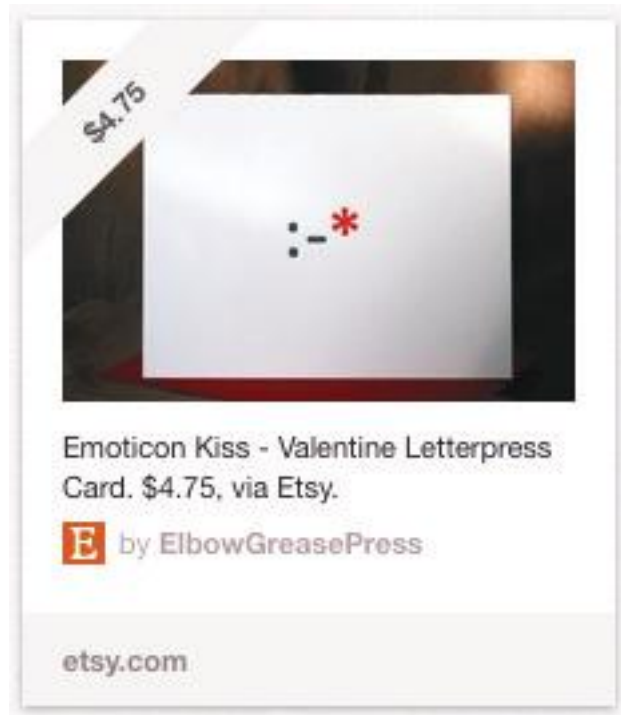 $4.75
:-*
Emoticon Kiss - Valentine Letterpress
Card. $4.75, via Etsy.
E by ElbowGreasePress
etsy.com